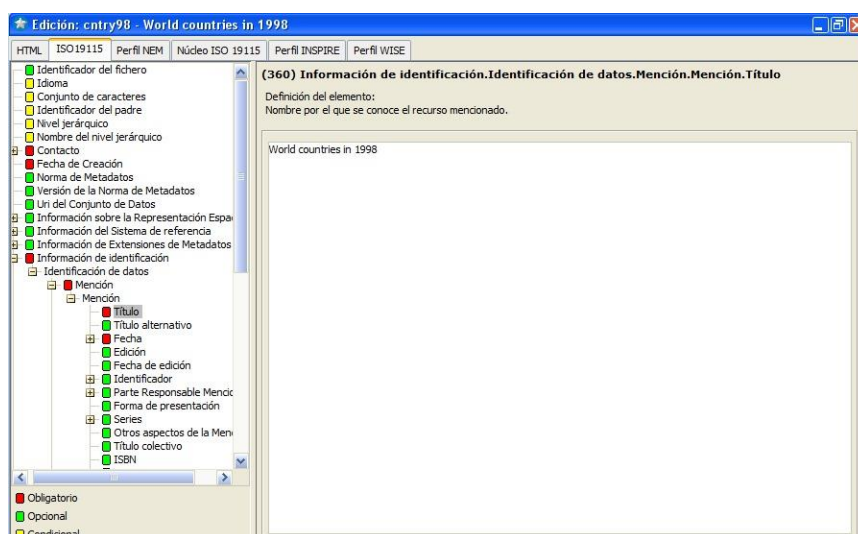 Edición: cntry98 - World countries in 1998
HTML ISO19115 Perfil NEM Núcleo ISO 19115 Perfil INSPIRE Perfil WISE
Identificador del fichero
Idioma
Conjunto de caracteres
Identificador del padre
Nivel jerárquico
Nombre del nivel jerárquico
Contacto
Fecha de Creación
Norma de Metadatos
Versión de la Norma de Metadatos
Uri del Conjunto de Datos
Información sobre la Representación Espa
Información del Sistema de referencia
Información de Extensiones de Metadatos
Información de identificación
Identificación de datos
Mención
Mención
Título
Título alternativo
Fecha
Edición
Fecha de edición
Identificador
Parte Responsable Mencic
Forma de presentación
Series
Otros aspectos de la Men
Título colectivo
ISBN
Obligatorio
Opcional
Condicional
(360) Información de identificación.Identificación de datos.Mención.Mención.Título
Definición del elemento:
Nombre por el que se conoce el recurso mencionado.
World countries in 1998